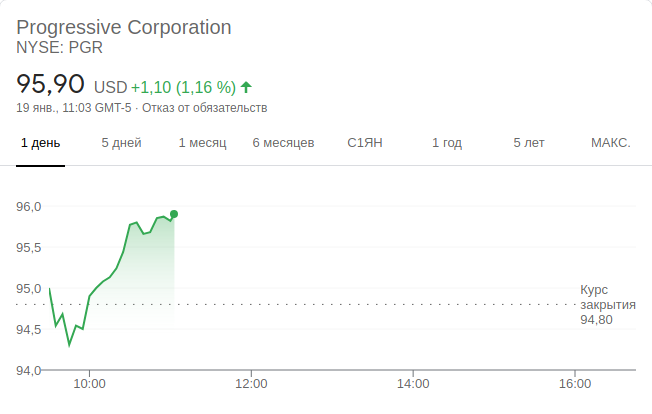 Progressive Corporation
NYSE: PGR
95,90 USD +1,10 (1,16 %)
19 янв., 11:03 GMT-5 · Отказ от обязательств
1 день 5 дней 1 месяц 6 месяцев С1ЯН 1 год 5 лет МАКС.
96,0
95,5
95,0
94,5
94,0
Курс
закрытия
94,80
10:00 12:00 14:00 16:00